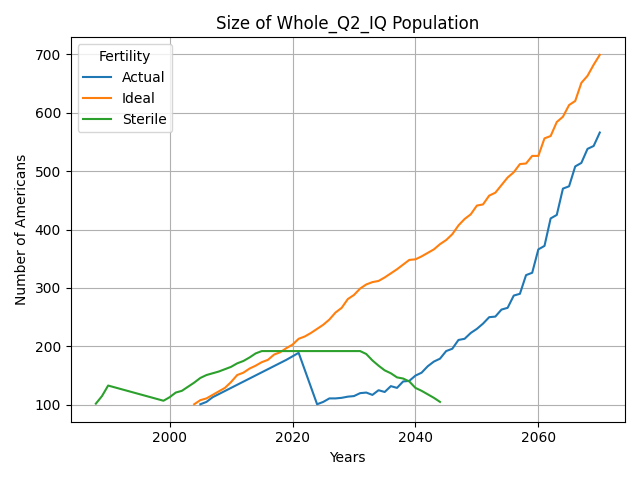 Size of Whole_Q2_IQ Population
Fertility
Actual
Ideal
Sterile
Number of Americans
700
600
500
400
300
200
100
2000
2020
2040
2060
Years